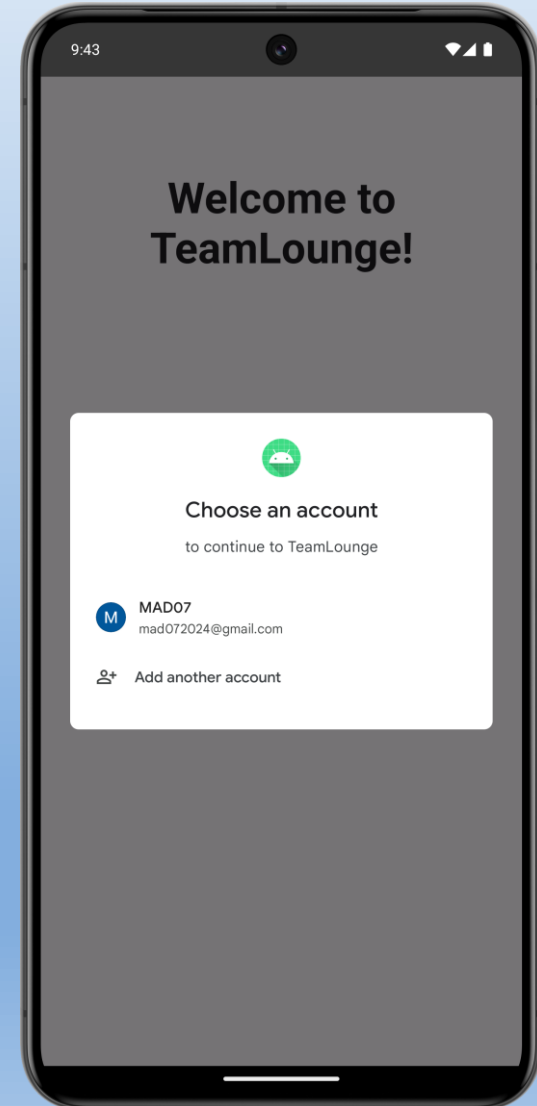 9:43
Welcome to
TeamLounge!
Choose an account
to continue to TeamLounge
M
MAD07
mad072024@gmail.com
Add another account